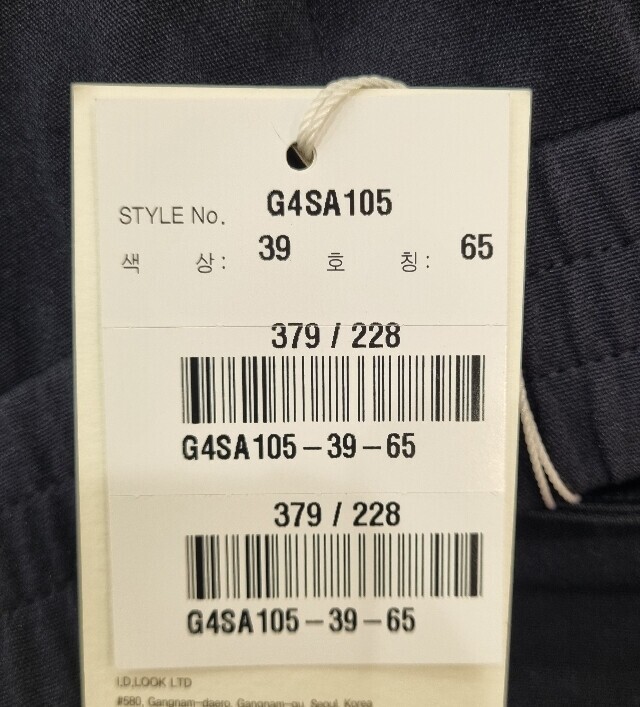 STYLE No. G4SA105
색 상 : 39 호 칭 : 65
379 / 228
G4SA105-39-65
379 / 228
G4SA105-39-65
I.D.LOOK LTD
#580, Gangnam-daero, Gangnam-gu, Seoul, Korea